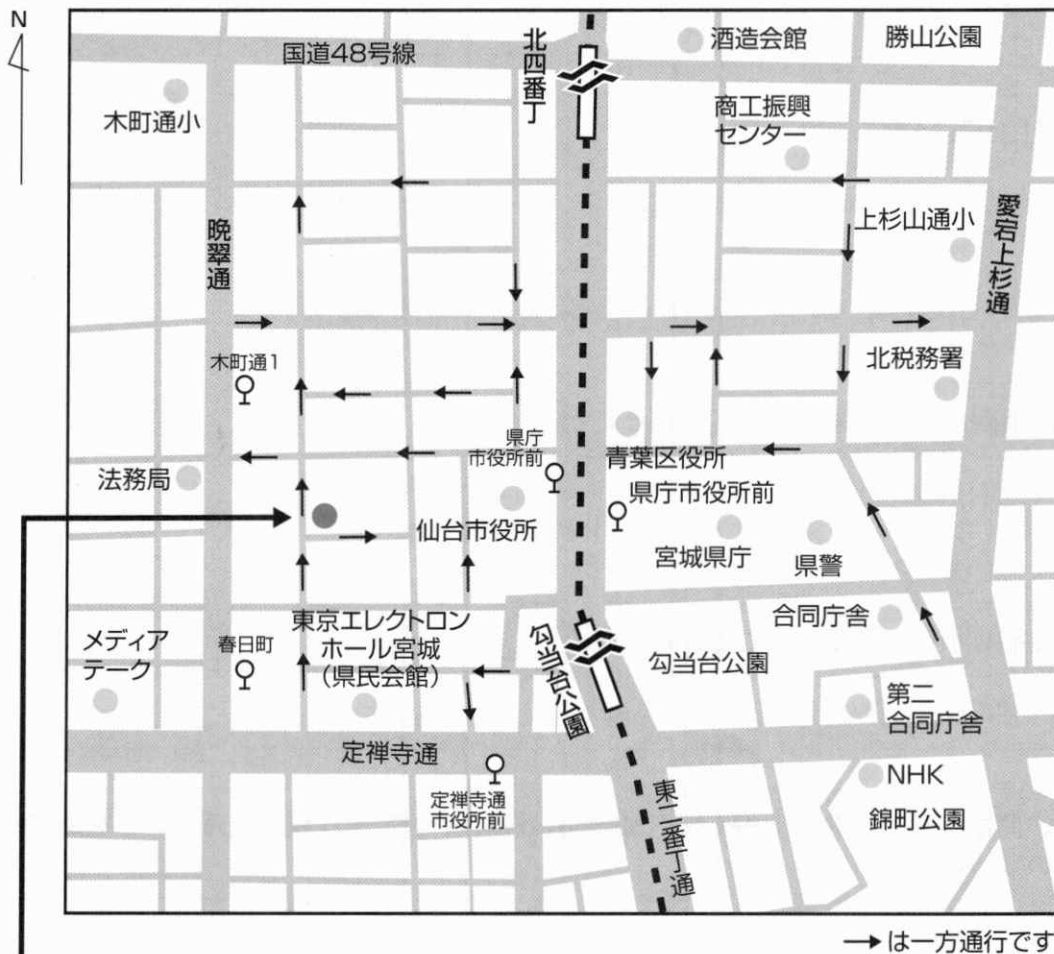 N
国道48号線
北四番丁
酒造会館
勝山公園
木町通小
商工振興
センター
晩翠通
上杉山通小
愛宕上杉通
木町通1
北税務署
県庁
市役所前
青葉区役所
法務局
県庁市役所前
仙台市役所
宮城県庁
県警
東京エレクトロン
ホール宮城
(県民会館)
合同庁舎
メディア
テーク
春日町
勾当台公園
勾当台公園
第二
合同庁舎
定禅寺通
NHK
定禅寺通
市役所前
東二番丁通
錦町公園
→は一方通行です